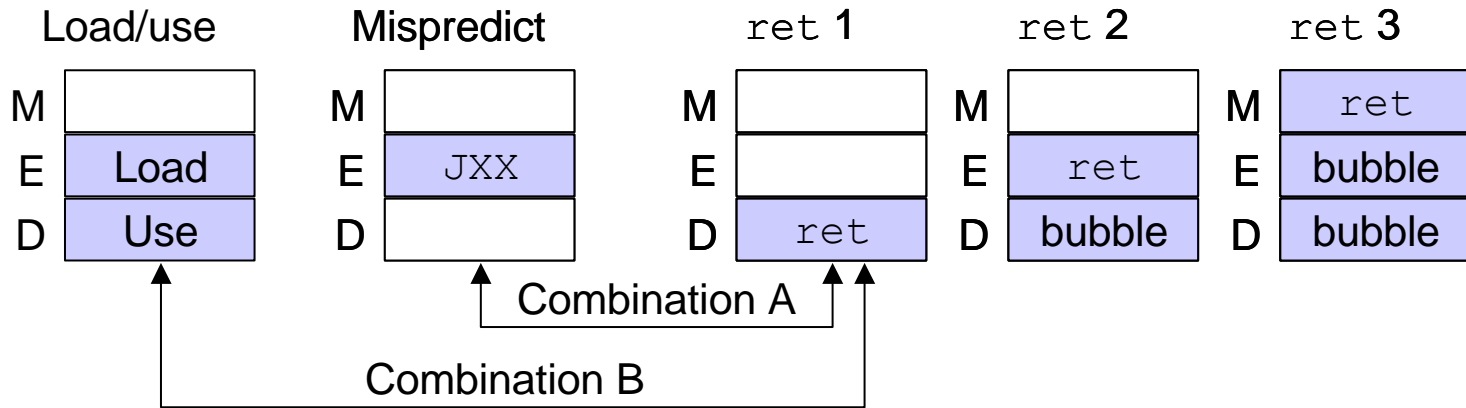 Load/use Mispredict ret 1 ret 2 ret 3
M M M M M ret
E Load E JXX E E ret E bubble
D Use D D ret D bubble D bubble
Combination A
Combination B